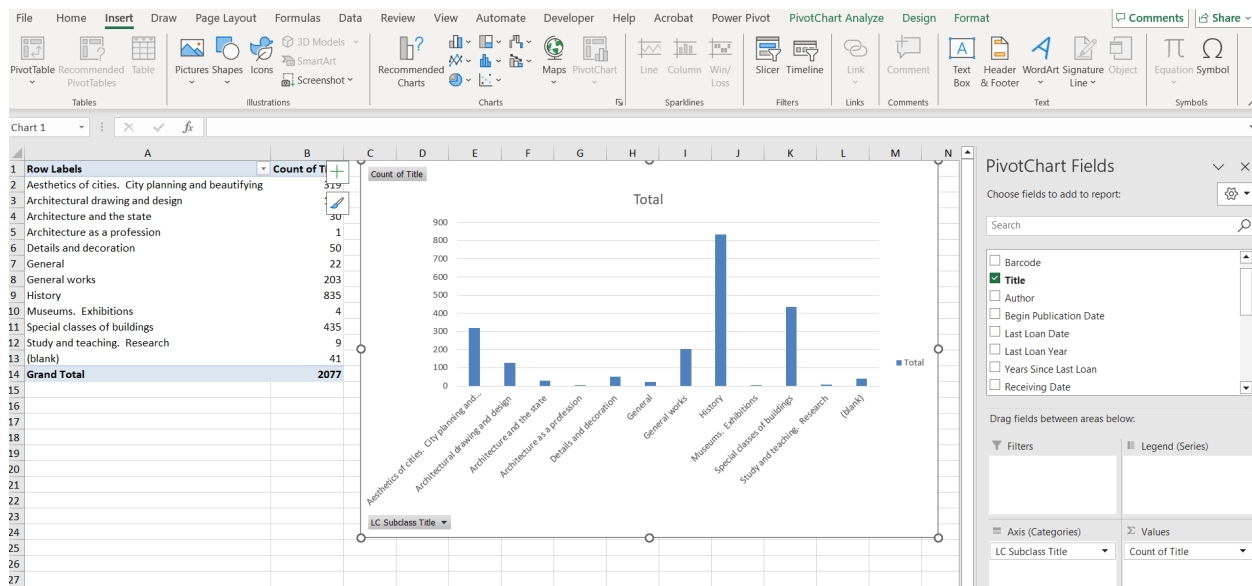 File Home Insert Draw Page Layout Formulas Data Review View Automate Developer Help Acrobat Power Pivot PivotChart Analyze Design Format Comments Share
PivotTable Recommended PivotTables Table Pictures Shapes Icons 3D Models SmartArt Screenshot Recommended Charts Maps PivotChart Line Column Win/Loss Slicer Timeline Link Comment Text Box Header & Footer WordArt Signature Line Object Equation Symbol
Tables Illustrations Charts Sparklines Filters Links Comments Text Symbols
Chart 1 fx
A B C D E F G H I J K L M N
1 Row Labels Count of Ti
2 Aesthetics of cities. City planning and beautifying 319
3 Architectural drawing and design
4 Architecture and the state 30
5 Architecture as a profession 1
6 Details and decoration 50
7 General 22
8 General works 203
9 History 835
10 Museums. Exhibitions 4
11 Special classes of buildings 435
12 Study and teaching. Research 9
13 (blank) 41
14 Grand Total 2077
15
16
17
18
19
20
21
22
23
24
25
26
27
Count of Title
Total
900
800
700
600
500
400
300
200
100
0
Aesthetics of cities. City planning and...
Architectural drawing and design
Architecture and the state
Architecture as a profession
Details and decoration
General
General works
History
Museums. Exhibitions
Special classes of buildings
Study and teaching. Research
(blank)
Total
LC Subclass Title
PivotChart Fields
Choose fields to add to report:
Search
Barcode
Title
Author
Begin Publication Date
Last Loan Date
Last Loan Year
Years Since Last Loan
Receiving Date
Drag fields between areas below:
Filters Legend (Series)
Axis (Categories) Σ Values
LC Subclass Title Count of Title